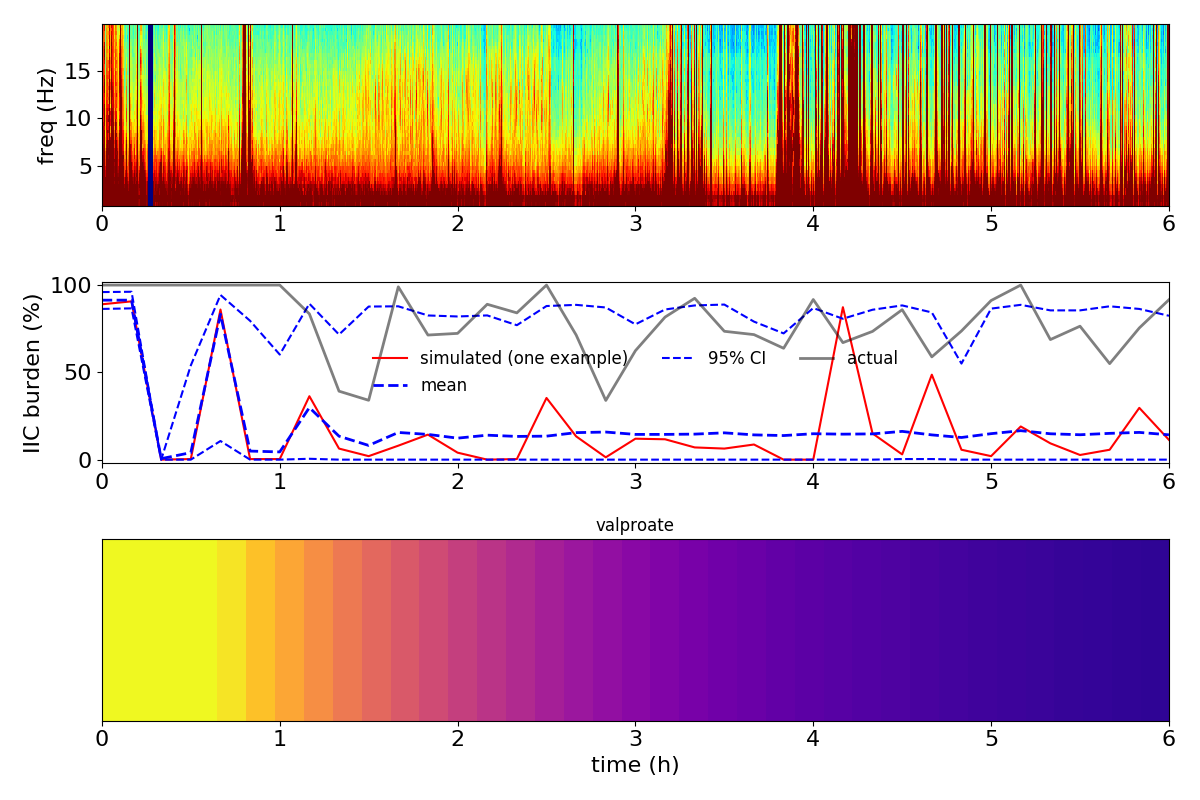 freq (Hz)
15
10
5
0 1 2 3 4 5 6
IIC burden (%)
100
50
0
simulated (one example) 95% CI actual
mean
0 1 2 3 4 5 6
valproate
0 1 2 3 4 5 6
time (h)